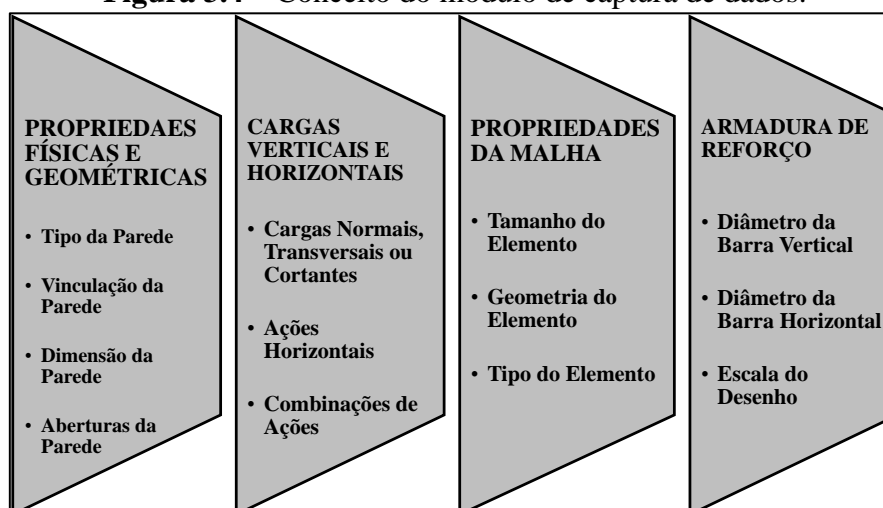 Figura 3.4 – Conceito do módulo de captura de dados.
PROPRIEDAES
FÍSICAS E
GEOMÉTRICAS
• Tipo da Parede
• Vinculação da
Parede
• Dimensão da
Parede
• Aberturas da
Parede
CARGAS
VERTICAIS E
HORIZONTAIS
• Cargas Normais,
Transversais ou
Cortantes
• Ações
Horizontais
• Combinações de
Ações
PROPRIEDADES
DA MALHA
• Tamanho do
Elemento
• Geometria do
Elemento
• Tipo do Elemento
ARMADURA DE
REFORÇO
• Diâmetro da
Barra Vertical
• Diâmetro da
Barra Horizontal
• Escala do
Desenho